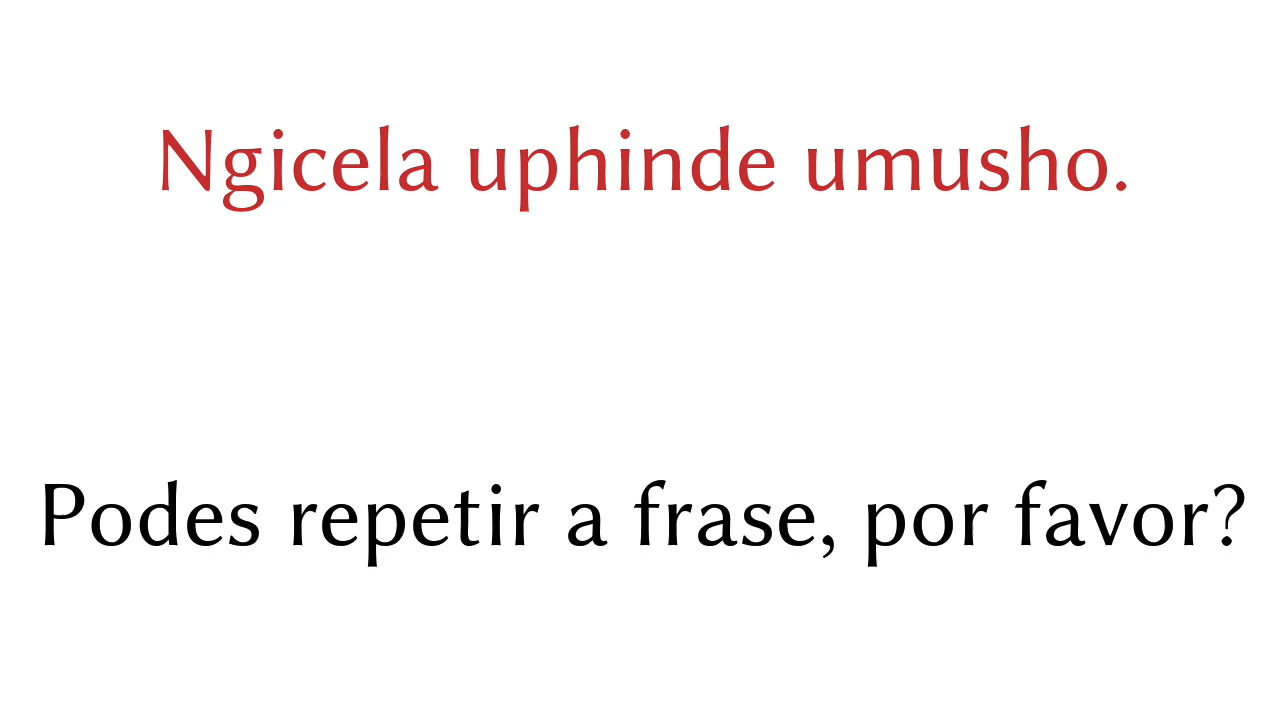 Ngicela uphinde umusho.
Podes repetir a frase, por favor?